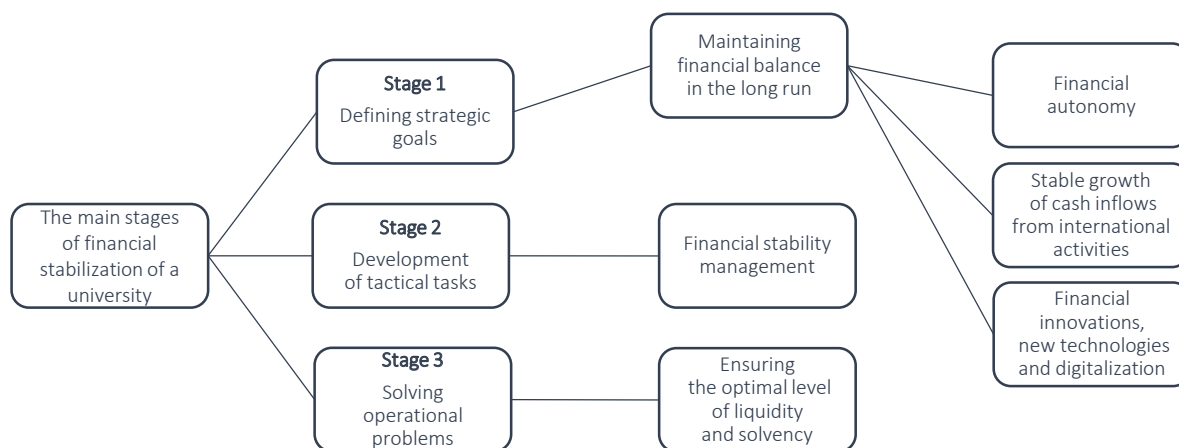 The main stages
of financial
stabilization of a
university
Stage 1
Defining strategic
goals
Stage 2
Development
of tactical tasks
Stage 3
Solving
operational
problems
Maintaining
financial balance
in the long run
Financial stability
management
Ensuring
the optimal level
of liquidity
and solvency
Financial
autonomy
Stable growth
of cash inflows
from international
activities
Financial
innovations,
new technologies
and digitalization